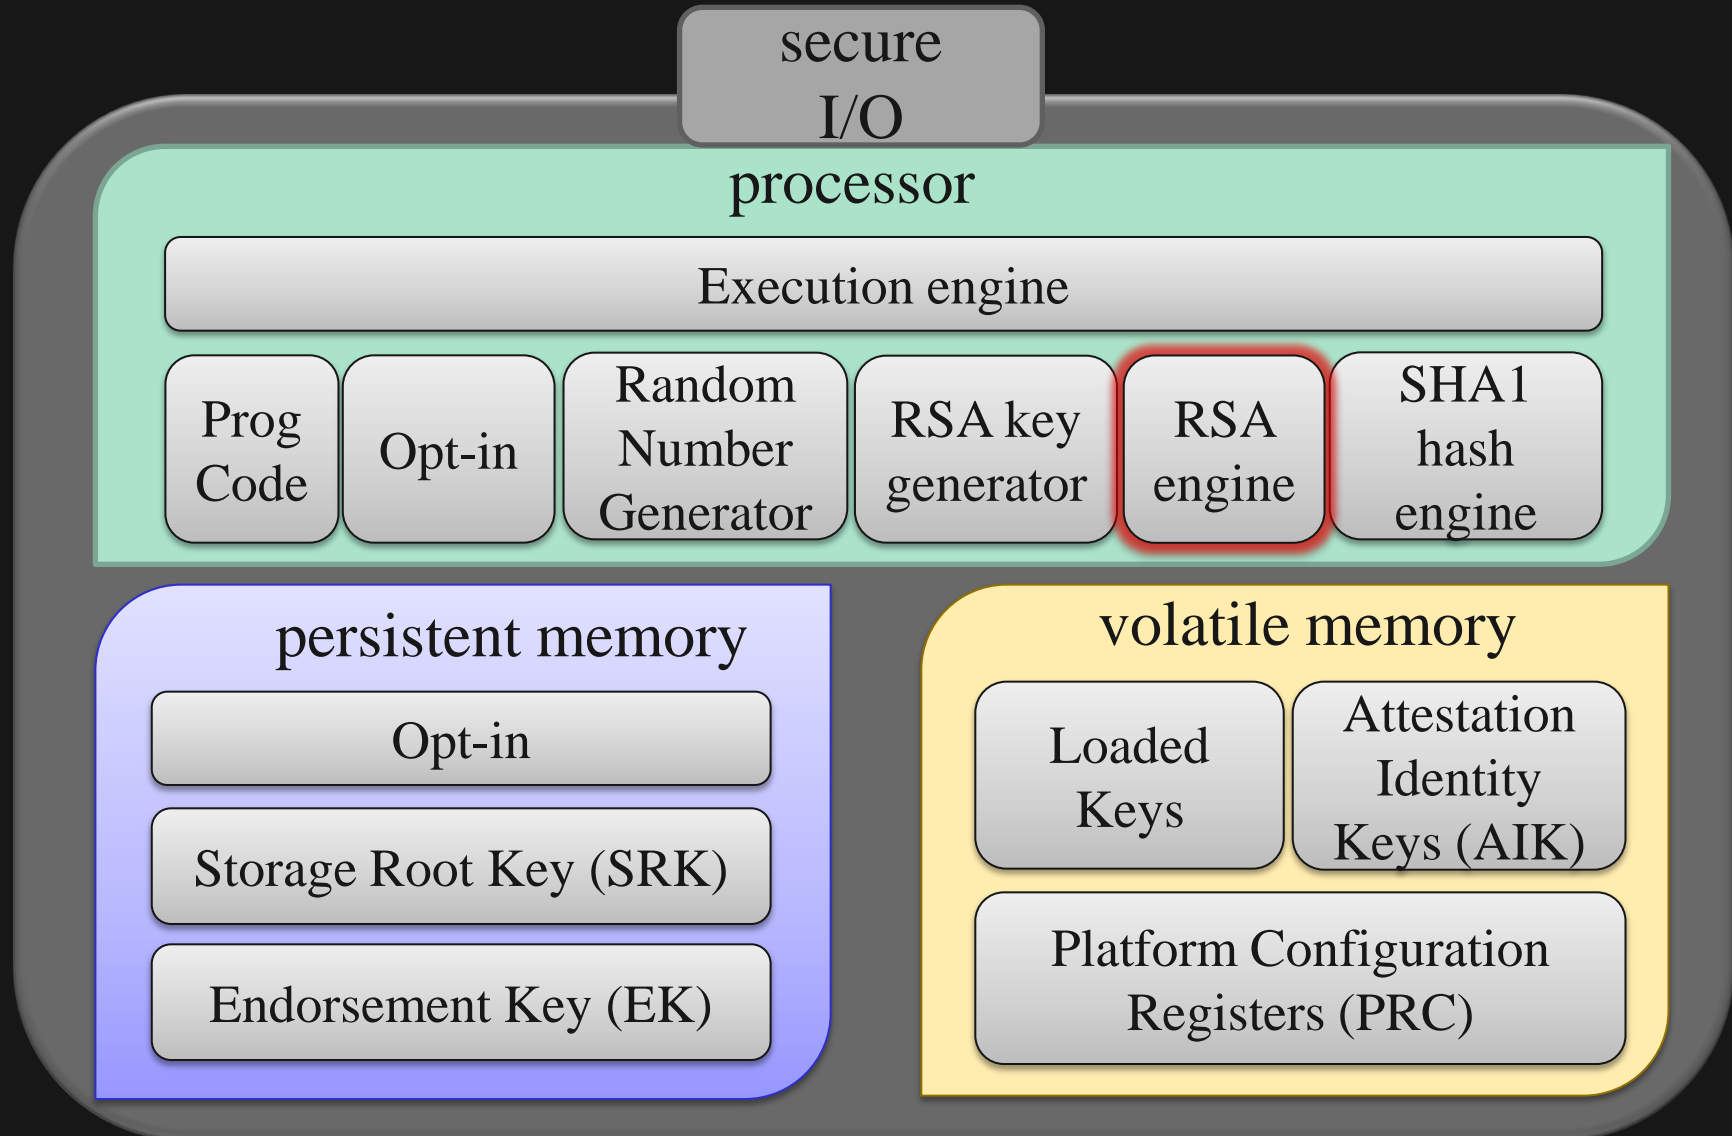 secure
I/O
processor
Execution engine
Prog
Code
Opt-in
Random
Number
Generator
RSA key
generator
RSA
engine
SHA1
hash
engine
persistent memory
Opt-in
Storage Root Key (SRK)
Endorsement Key (EK)
volatile memory
Loaded
Keys
Attestation
Identity
Keys (AIK)
Platform Configuration
Registers (PRC)